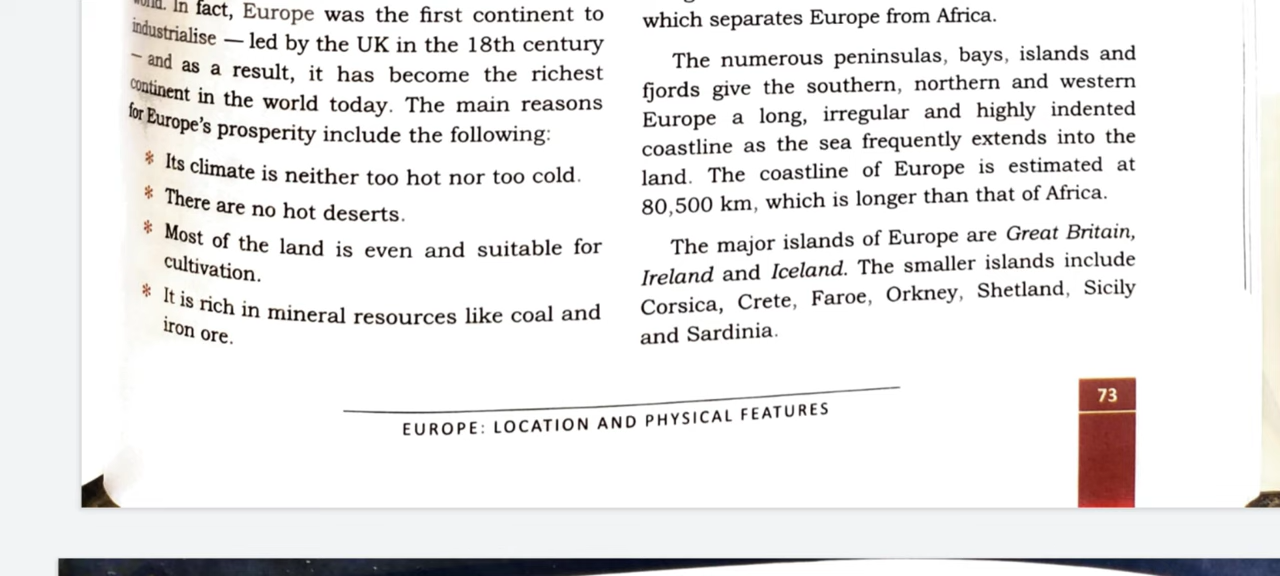 world. In fact, Europe was the first continent to
industrialise — led by the UK in the 18th century
– and as a result, it has become the richest
continent in the world today. The main reasons
for Europe's prosperity include the following:
* Its climate is neither too hot nor too cold.
* There are no hot deserts.
* Most of the land is even and suitable for
cultivation.
* It is rich in mineral resources like coal and
iron ore.
which separates Europe from Africa.
The numerous peninsulas, bays, islands and
fjords give the southern, northern and western
Europe a long, irregular and highly indented
coastline as the sea frequently extends into the
land. The coastline of Europe is estimated at
80,500 km, which is longer than that of Africa.
The major islands of Europe are Great Britain,
Ireland and Iceland. The smaller islands include
Corsica, Crete, Faroe, Orkney, Shetland, Sicily
and Sardinia.
EUROPE: LOCATION AND PHYSICAL FEATURES
73